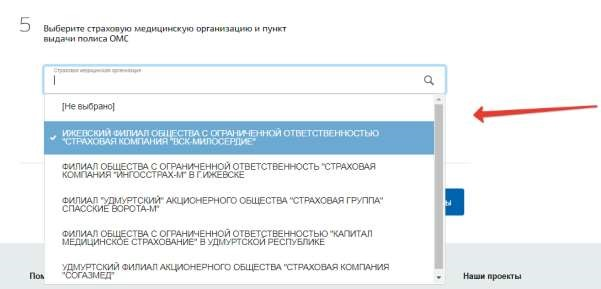 5 Выберите страховую медицинскую организацию и пункт
выдачи полиса ОМС
Страховая медицинская организация
[Не выбрано]
ИЖЕВСКИЙ ФИЛИАЛ ОБЩЕСТВА С ОГРАНИЧЕННОЙ ОТВЕТСТВЕННОСТЬЮ
"СТРАХОВАЯ КОМПАНИЯ "ВСК-МИЛОСЕРДИЕ"
ФИЛИАЛ ОБЩЕСТВА С ОГРАНИЧЕННОЙ ОТВЕТСТВЕННОСТЬ "СТРАХОВАЯ
КОМПАНИЯ "ИНГОССТРАХ-М" В Г.ИЖЕВСКЕ
ФИЛИАЛ "УДМУРТСКИЙ" АКЦИОНЕРНОГО ОБЩЕСТВА "СТРАХОВАЯ ГРУППА"
СПАССКИЕ ВОРОТА-М"
ФИЛИАЛ ОБЩЕСТВА С ОГРАНИЧЕННОЙ ОТВЕТСТВЕННОСТЬЮ "КАПИТАЛ
МЕДИЦИНСКОЕ СТРАХОВАНИЕ" В УДМУРТСКОЙ РЕСПУБЛИКЕ
УДМУРТСКИЙ ФИЛИАЛ АКЦИОНЕРНОГО ОБЩЕСТВА "СТРАХОВАЯ КОМПАНИЯ
"СОГАЗМЕД"
Наши проекты